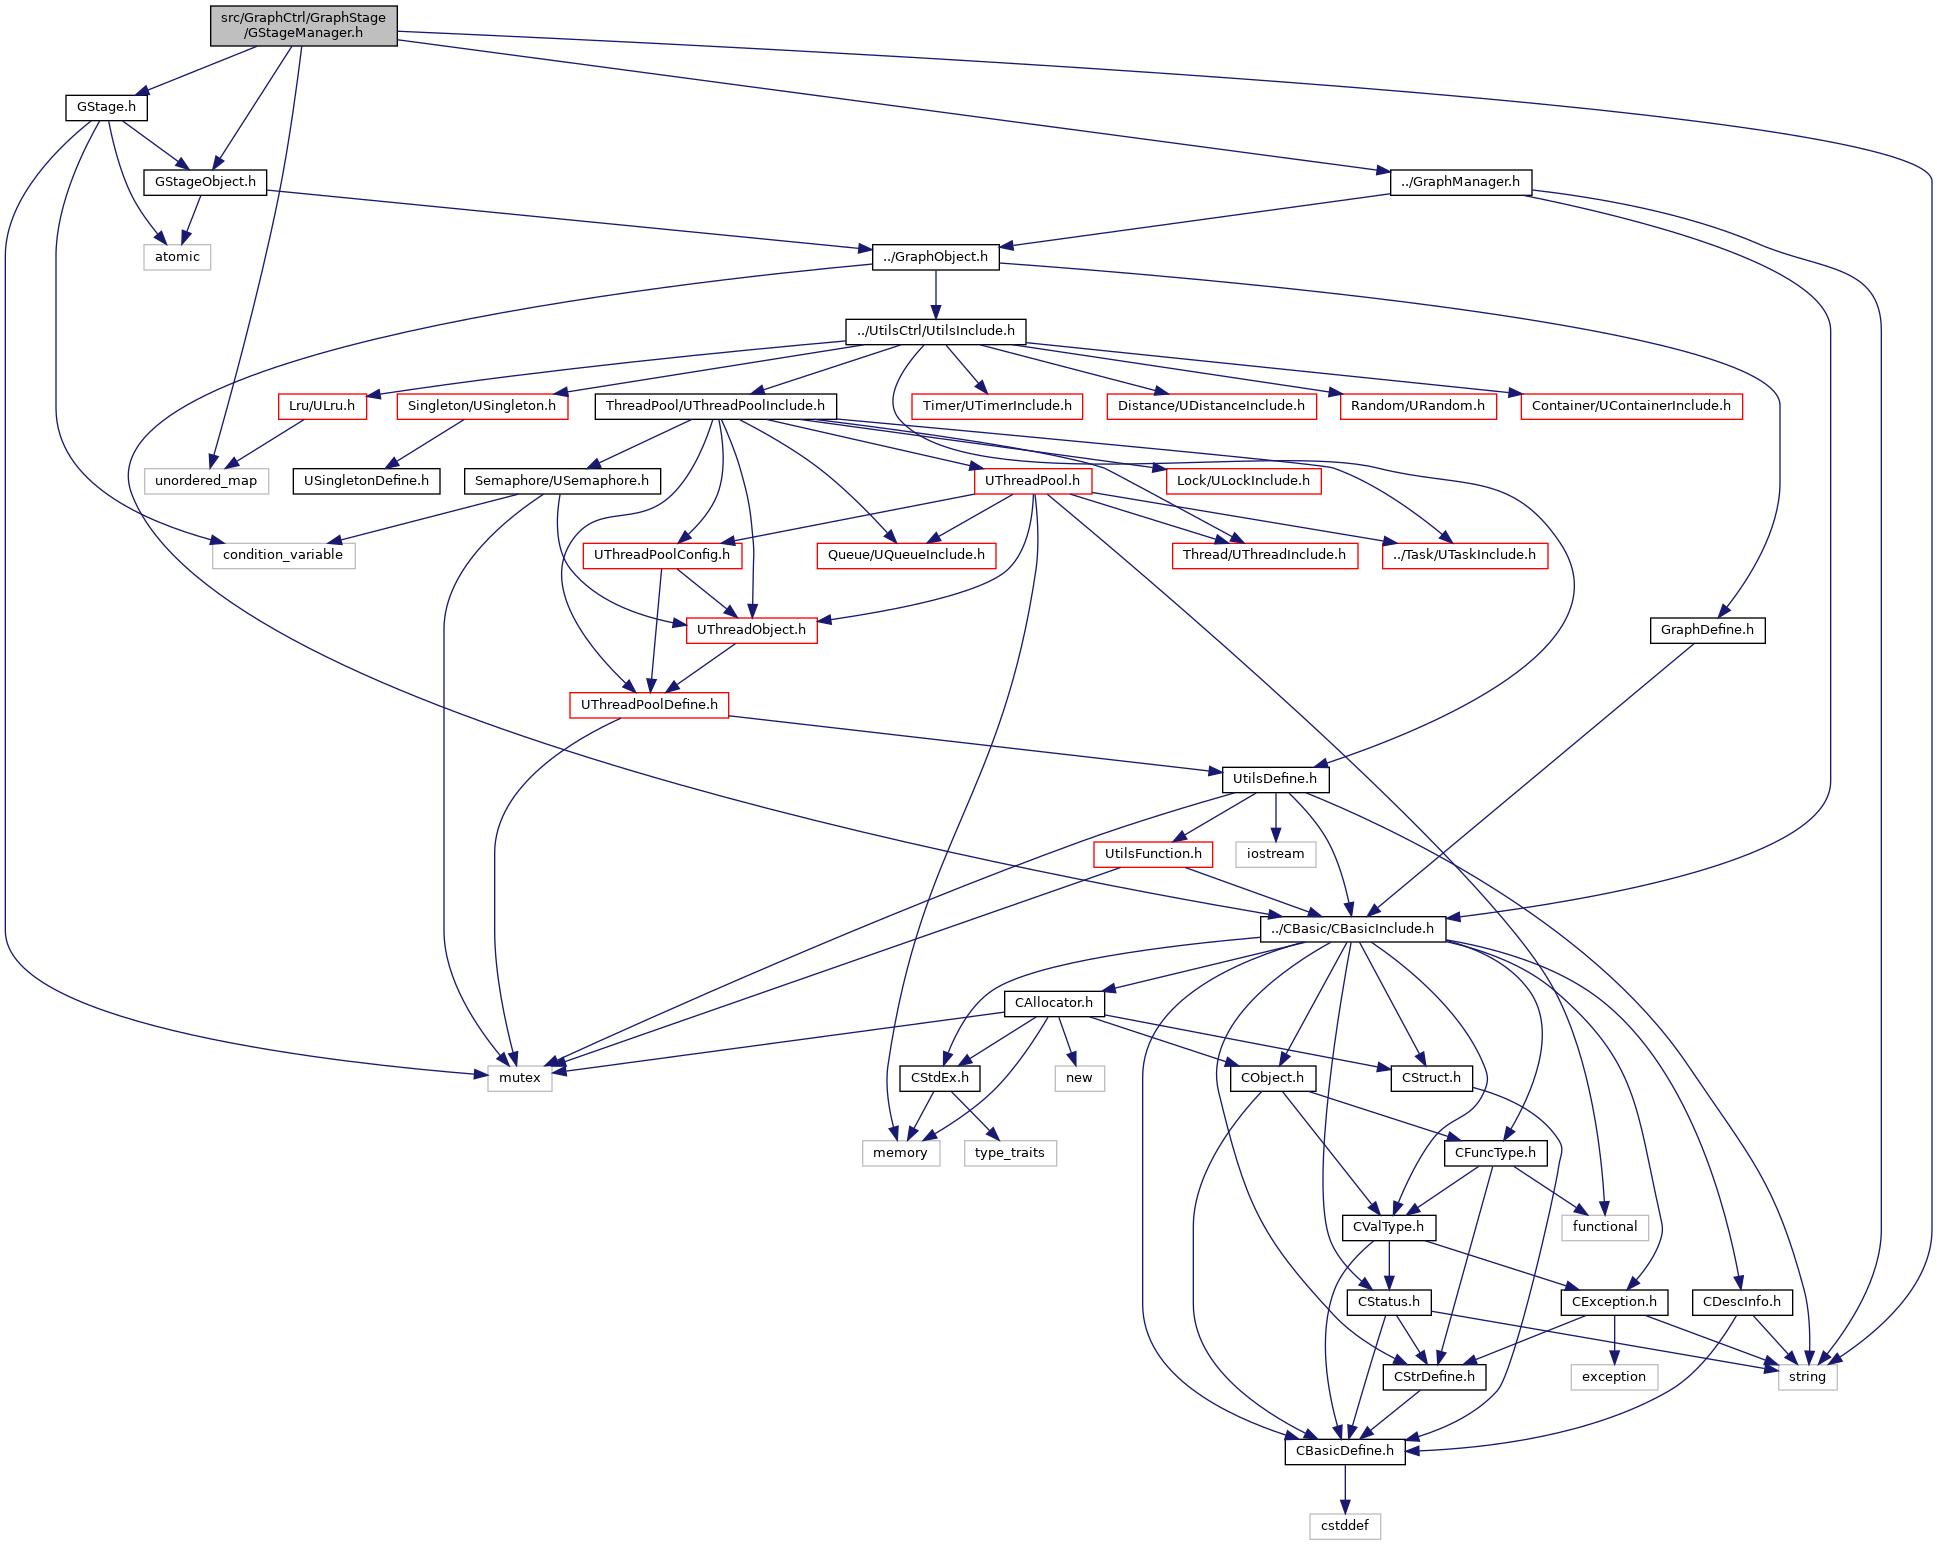 src/GraphCtrl/GraphStage
/GStageManager.h
GStage.h
GStageObject.h
../GraphManager.h
atomic
../GraphObject.h
../UtilsCtrl/UtilsInclude.h
Lru/ULru.h
Singleton/USingleton.h
ThreadPool/UThreadPoolInclude.h
Timer/UTimerInclude.h
Distance/UDistanceInclude.h
Random/URandom.h
Container/UContainerInclude.h
unordered_map
USingletonDefine.h
Semaphore/USemaphore.h
UThreadPool.h
Lock/ULockInclude.h
condition_variable
UThreadPoolConfig.h
Queue/UQueueInclude.h
Thread/UThreadInclude.h
../Task/UTaskInclude.h
UThreadObject.h
GraphDefine.h
UThreadPoolDefine.h
UtilsDefine.h
UtilsFunction.h
iostream
../CBasic/CBasicInclude.h
CAllocator.h
mutex
CStdEx.h
new
CObject.h
CStruct.h
memory
type_traits
CFuncType.h
CValType.h
functional
CStatus.h
CException.h
CDescInfo.h
CStrDefine.h
exception
string
CBasicDefine.h
cstddef